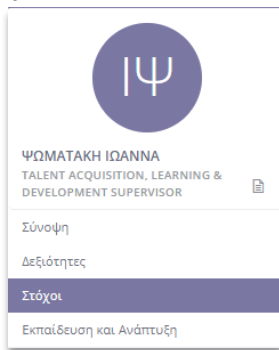 ΙΨ
ΨΩΜΑΤΑΚΗ ΙΩΑΝΝΑ
TALENT ACQUISITION, LEARNING &
DEVELOPMENT SUPERVISOR
Σύνοψη
Δεξιότητες
Στόχοι
Εκπαίδευση και Ανάπτυξη